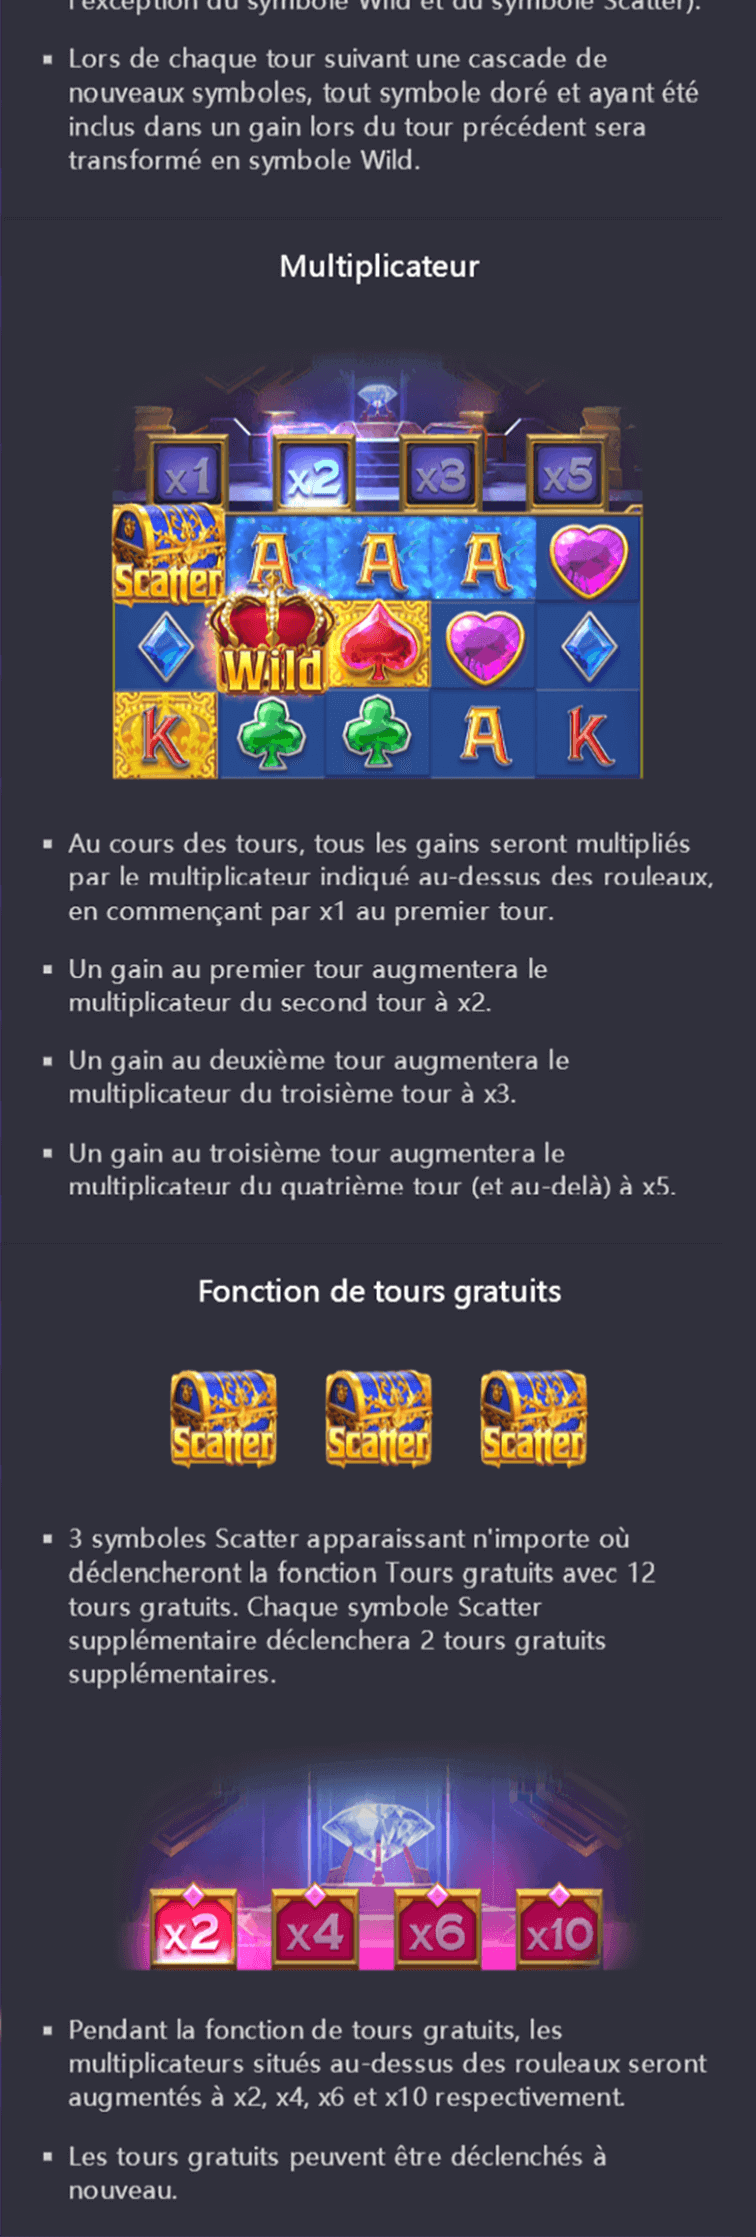 l'exception du symbole Wild et du symbole Scatter).
▪ Lors de chaque tour suivant une cascade de
nouveaux symboles, tout symbole doré et ayant été
inclus dans un gain lors du tour précédent sera
transformé en symbole Wild.
Multiplicateur
x1 x2 x3 x5
Scatter A A A
Wild
K A K
▪ Au cours des tours, tous les gains seront multipliés
par le multiplicateur indiqué au-dessus des rouleaux,
en commençant par x1 au premier tour.
▪ Un gain au premier tour augmentera le
multiplicateur du second tour à x2.
▪ Un gain au deuxième tour augmentera le
multiplicateur du troisième tour à x3.
▪ Un gain au troisième tour augmentera le
multiplicateur du quatrième tour (et au-delà) à x5.
Fonction de tours gratuits
Scatter Scatter Scatter
▪ 3 symboles Scatter apparaissant n'importe où
déclencheront la fonction Tours gratuits avec 12
tours gratuits. Chaque symbole Scatter
supplémentaire déclenchera 2 tours gratuits
supplémentaires.
x2 x4 x6 x10
▪ Pendant la fonction de tours gratuits, les
multiplicateurs situés au-dessus des rouleaux seront
augmentés à x2, x4, x6 et x10 respectivement.
▪ Les tours gratuits peuvent être déclenchés à
nouveau.